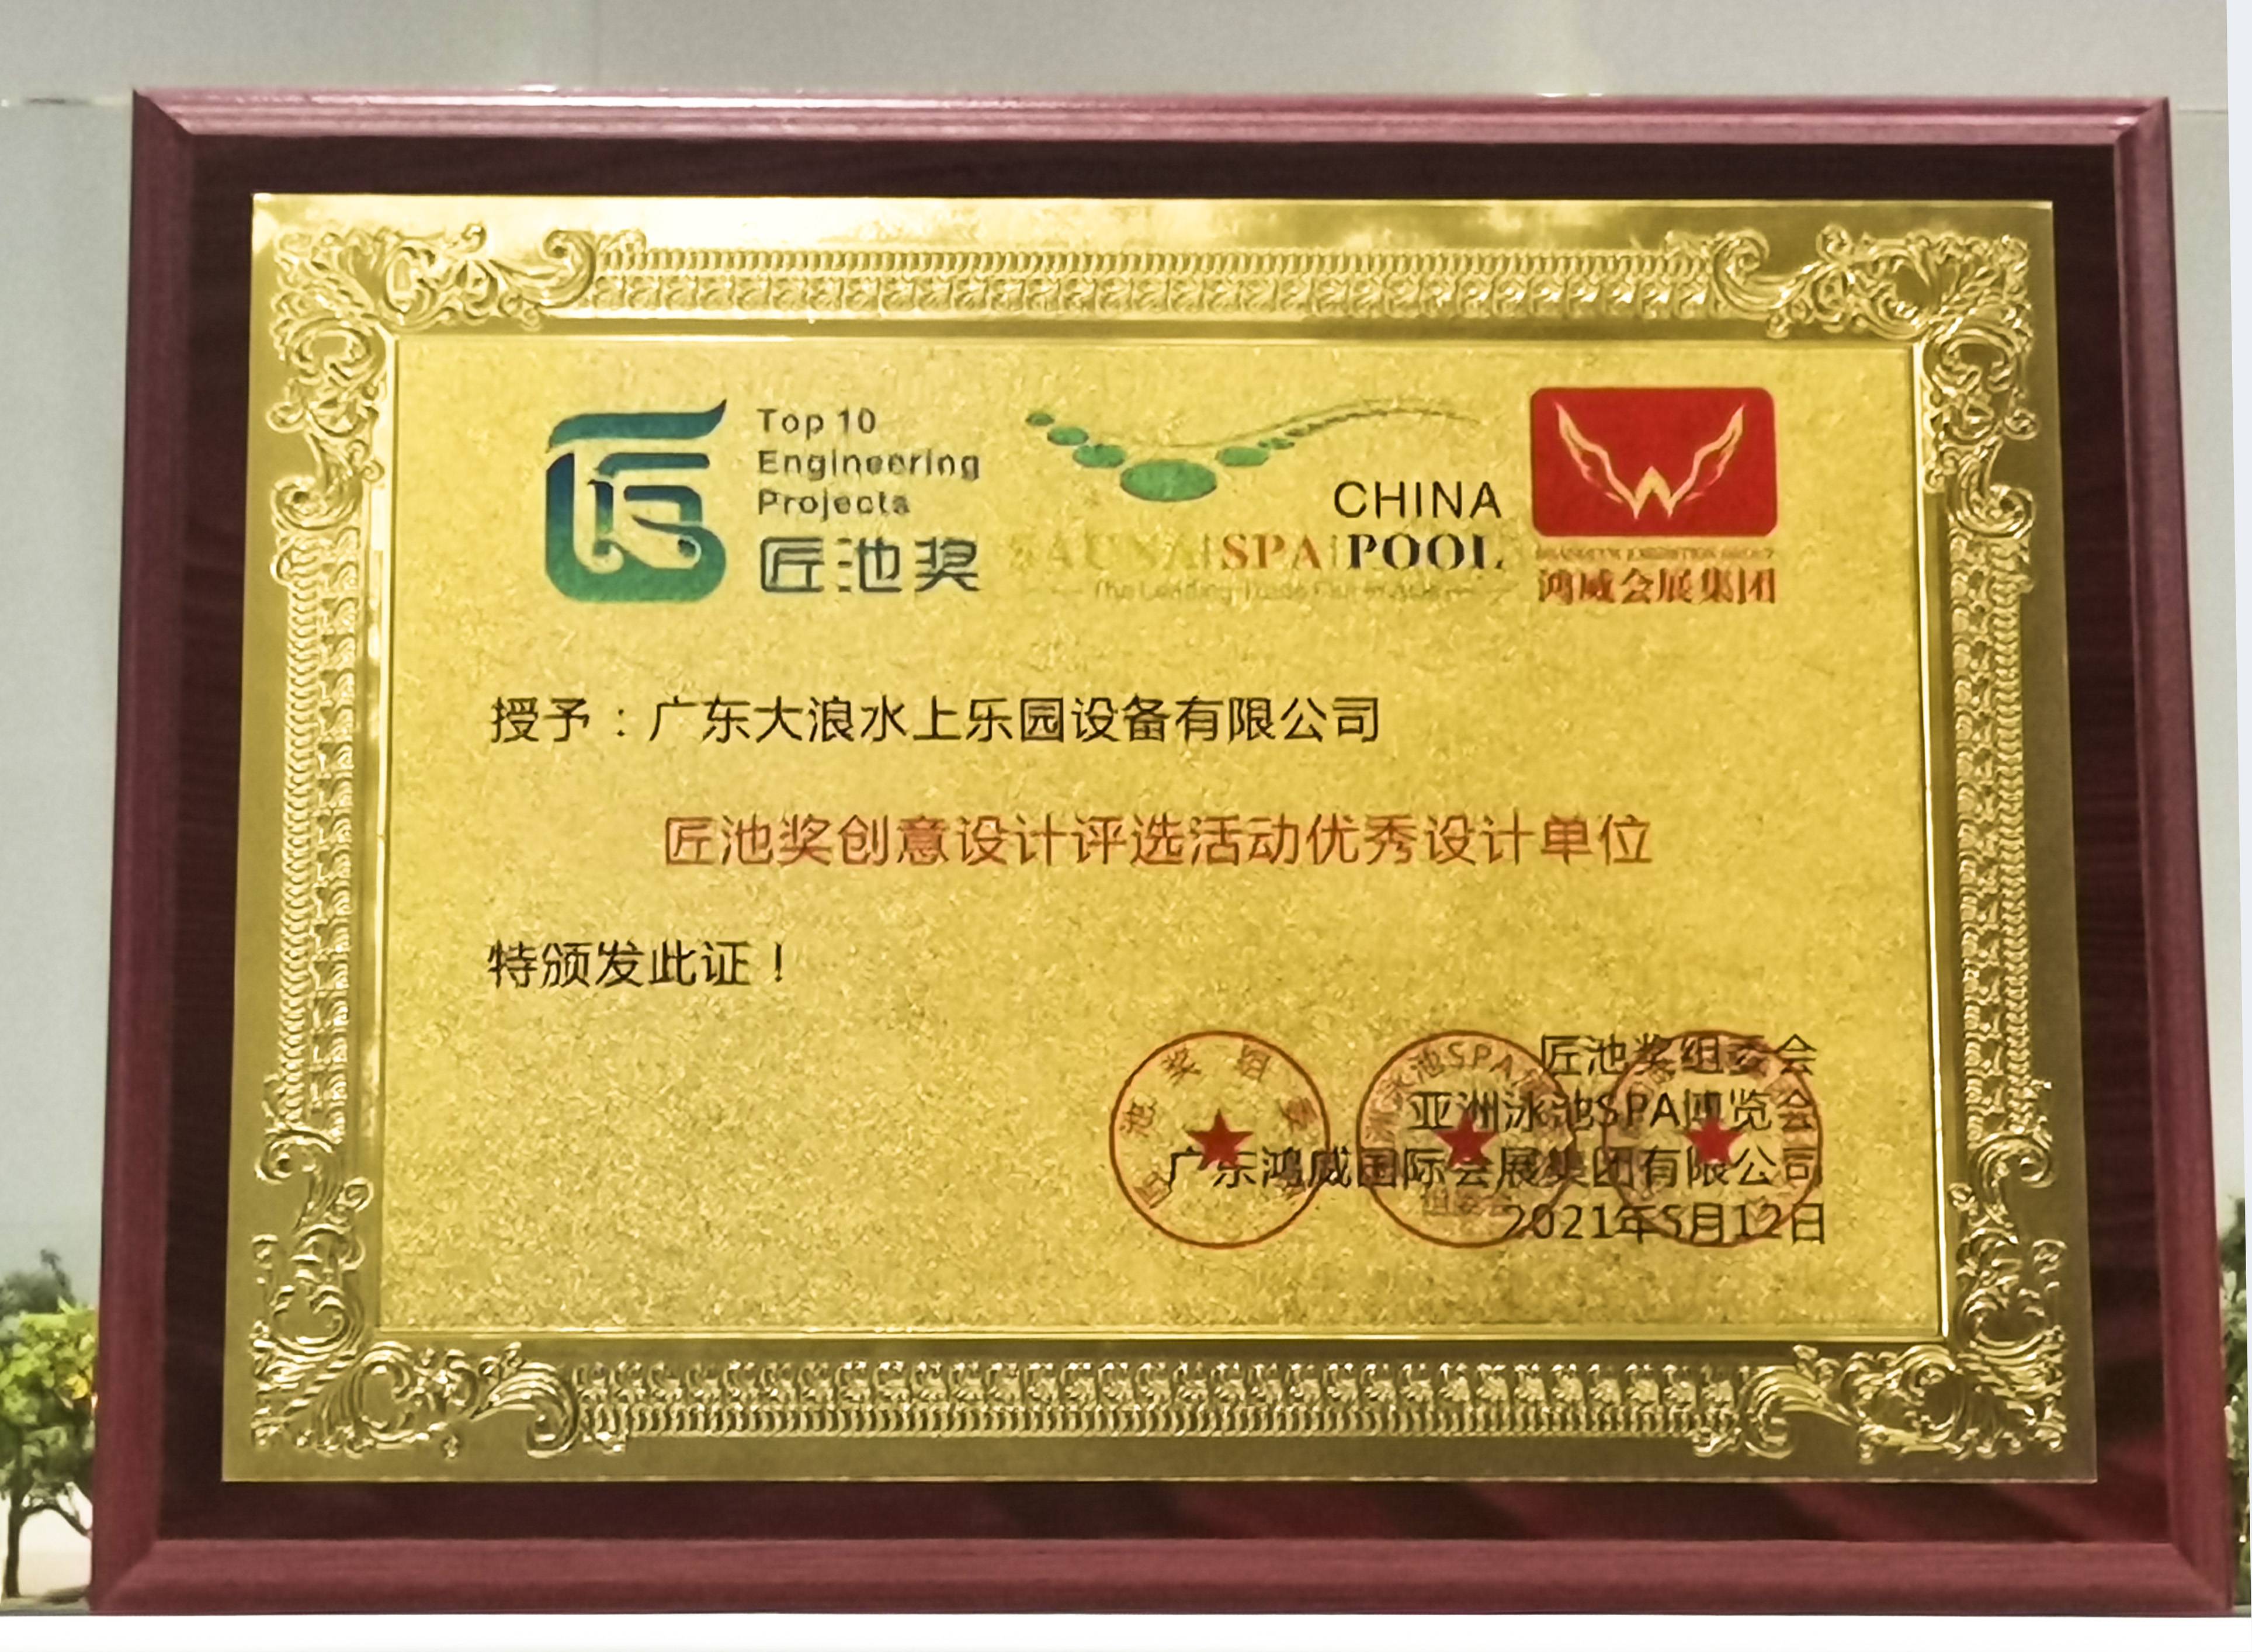 Top 10
Engineering
Projects
匠池奖
CHINA
SAUNA SPA POOL
鸿威会展集团
授予：广东大浪水上乐园设备有限公司
匠池奖创意设计评选活动优秀设计单位
特颁发此证！
匠池奖组委会
亚洲泳池SPA博览会
广东鸿威国际会展集团有限公司
2021年5月12日